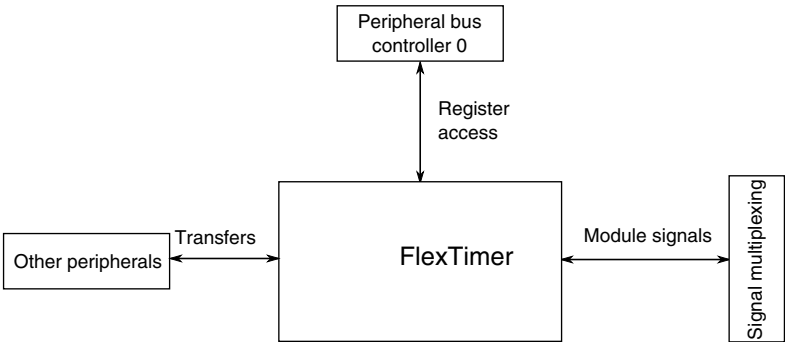 Peripheral bus
controller 0
Register
access
Other peripherals
Transfers
FlexTimer
Module signals
Signal multiplexing